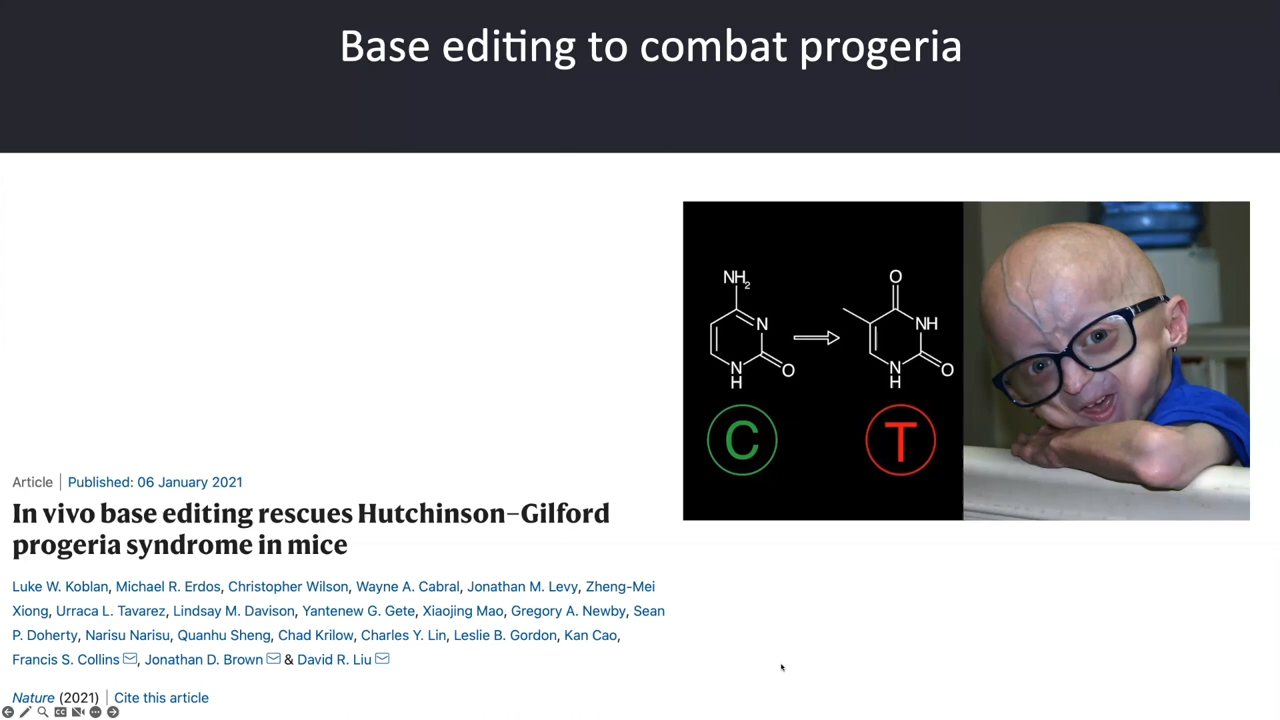 Base editing to combat progeria
NH2
N
N
H
O
O
NH
N
H
O
C
T
Article | Published: 06 January 2021
In vivo base editing rescues Hutchinson–Gilford
progeria syndrome in mice
Luke W. Koblan, Michael R. Erdos, Christopher Wilson, Wayne A. Cabral, Jonathan M. Levy, Zheng-Mei
Xiong, Urraca L. Tavarez, Lindsay M. Davison, Yantenew G. Gete, Xiaojing Mao, Gregory A. Newby, Sean
P. Doherty, Narisu Narisu, Quanhu Sheng, Chad Krilow, Charles Y. Lin, Leslie B. Gordon, Kan Cao,
Francis S. Collins, Jonathan D. Brown & David R. Liu
Nature (2021) | Cite this article